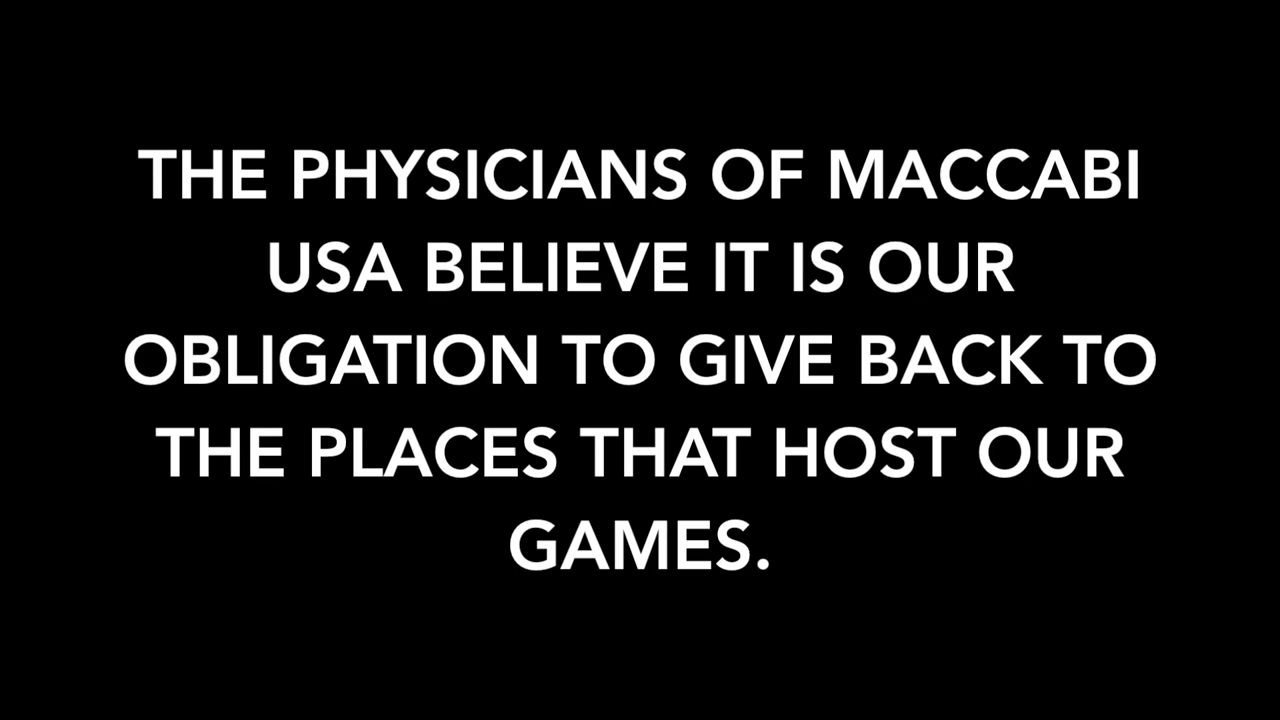 THE PHYSICIANS OF MACCABI
USA BELIEVE IT IS OUR
OBLIGATION TO GIVE BACK TO
THE PLACES THAT HOST OUR
GAMES.